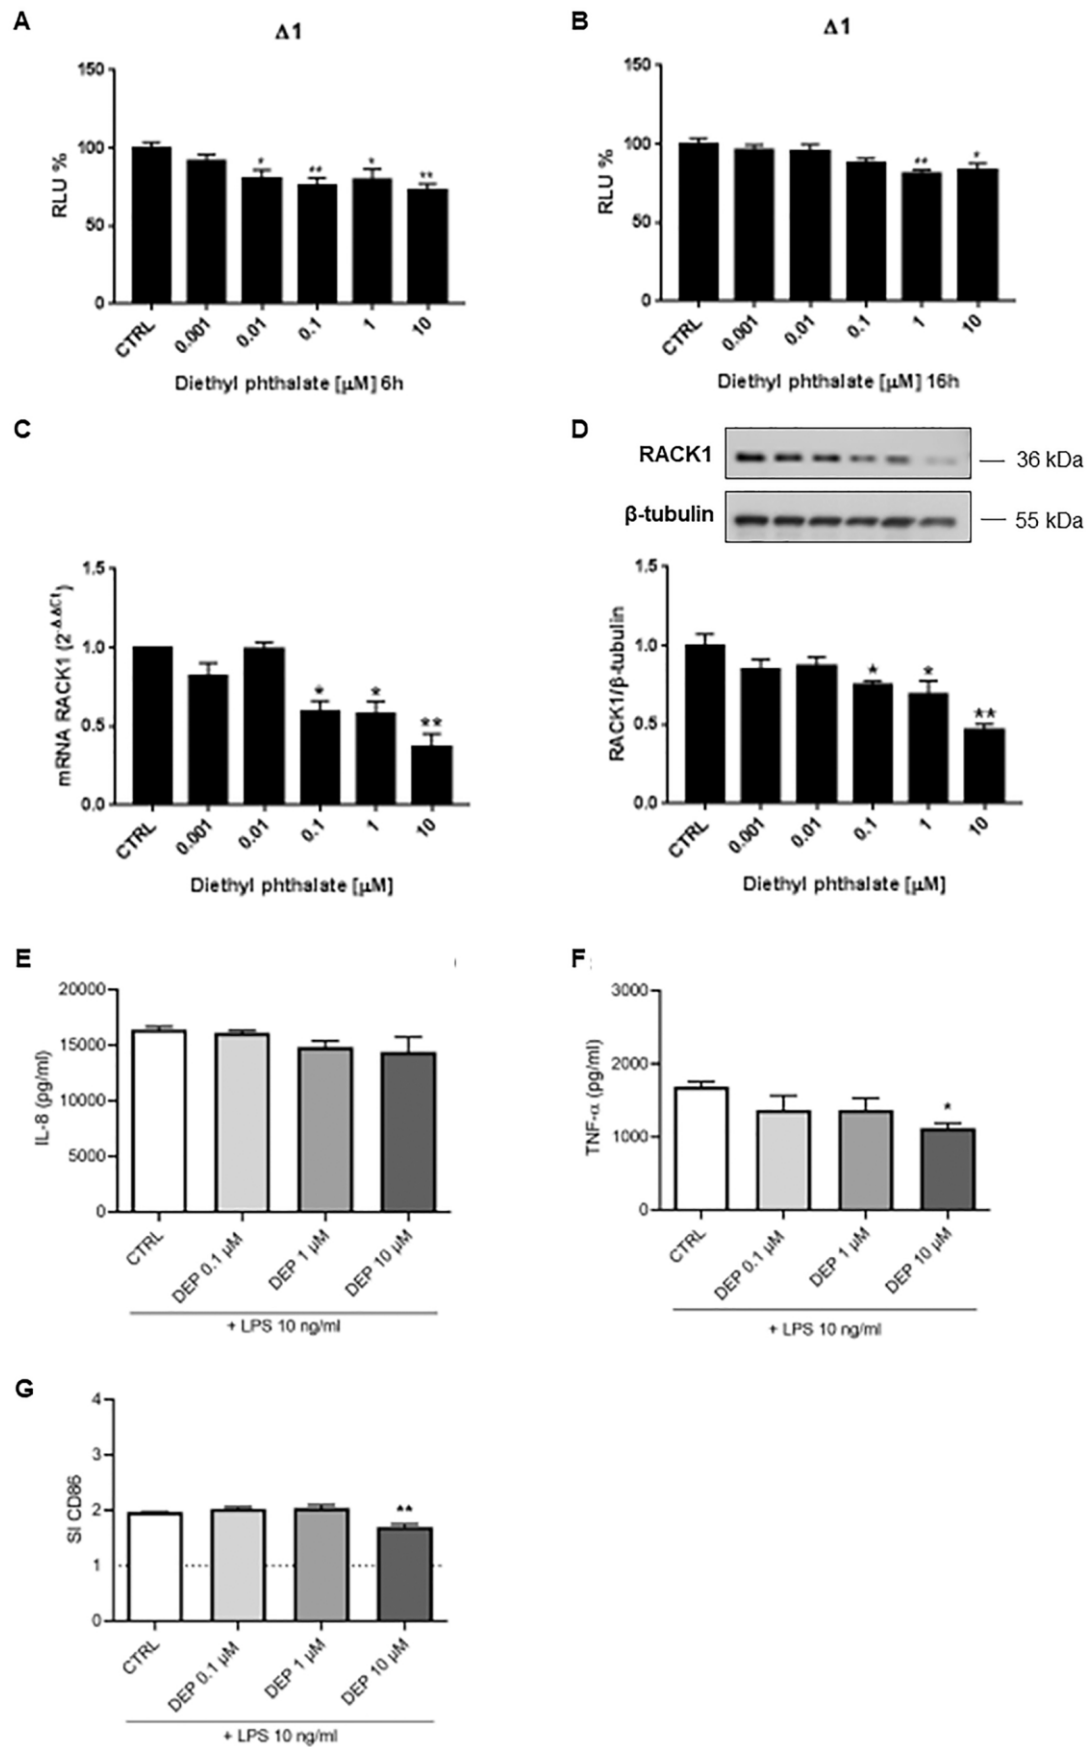 A
Δ1
150
100
50
0
RLU %
* ** * **
CTRL 0.001 0.01 0.1 1 10
Diethyl phthalate [μM] 6h
B
Δ1
150
100
50
0
RLU %
** *
CTRL 0.001 0.01 0.1 1 10
Diethyl phthalate [μM] 16h
C
1.5
1.0
0.5
0.0
mRNA RACK1 (2^-ΔΔCt)
* * **
CTRL 0.001 0.01 0.1 1 10
Diethyl phthalate [μM]
D
RACK1
36 kDa
β-tubulin
55 kDa
1.5
1.0
0.5
0.0
RACK1/β-tubulin
* * **
CTRL 0.001 0.01 0.1 1 10
Diethyl phthalate [μM]
E
20000
15000
10000
5000
0
IL-8 (pg/ml)
CTRL DEP 0.1 μM DEP 1 μM DEP 10 μM
+ LPS 10 ng/ml
F
3000
2000
1000
0
TNF-α (pg/ml)
*
CTRL DEP 0.1 μM DEP 1 μM DEP 10 μM
+ LPS 10 ng/ml
G
4
3
2
1
0
SI CD86
**
CTRL DEP 0.1 μM DEP 1 μM DEP 10 μM
+ LPS 10 ng/ml